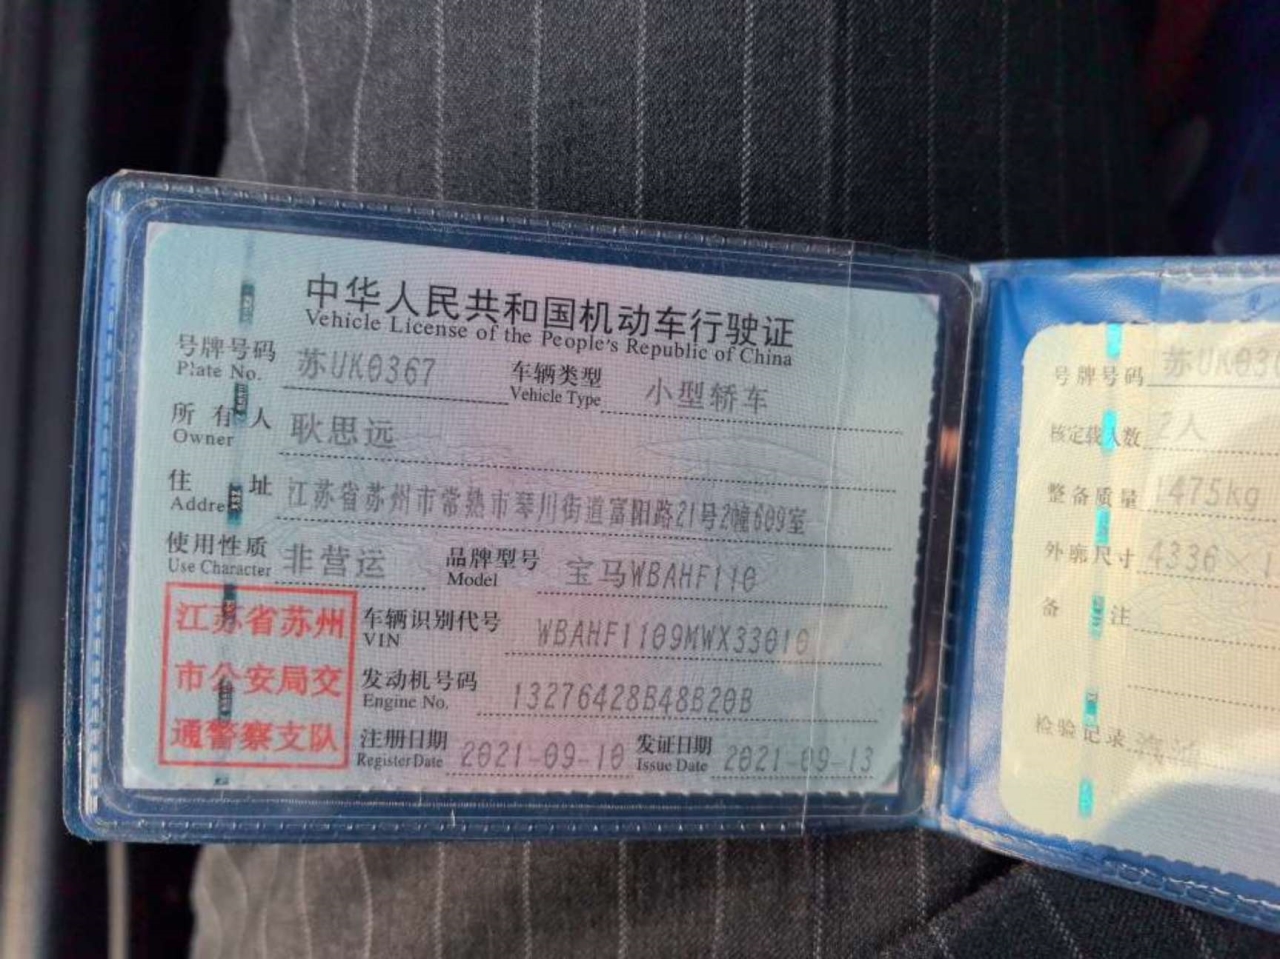 中华人民共和国机动车行驶证
Vehicle License of the People's Republic of China
号牌号码 苏UK0367 车辆类型 小型轿车
Plate No. Vehicle Type
所有人 耿思远
Owner
住址 江苏省苏州市常熟市琴川街道富阳路21号2幢609室
Addre
使用性质 非营运 品牌型号 宝马WBAHF110
Use Character Model
江苏省苏州
市公安局交
通警察支队
车辆识别代号 WBAHF1109MWX33010
VIN
发动机号码 13276428B48B20B
Engine No.
注册日期 2021-09-10 发证日期 2021-09-13
Register Date Issue Date
号牌号码 苏UK03
核定载人数 2人
整备质量 1475kg
外廓尺寸 4336×1
备注
检验记录 汽油